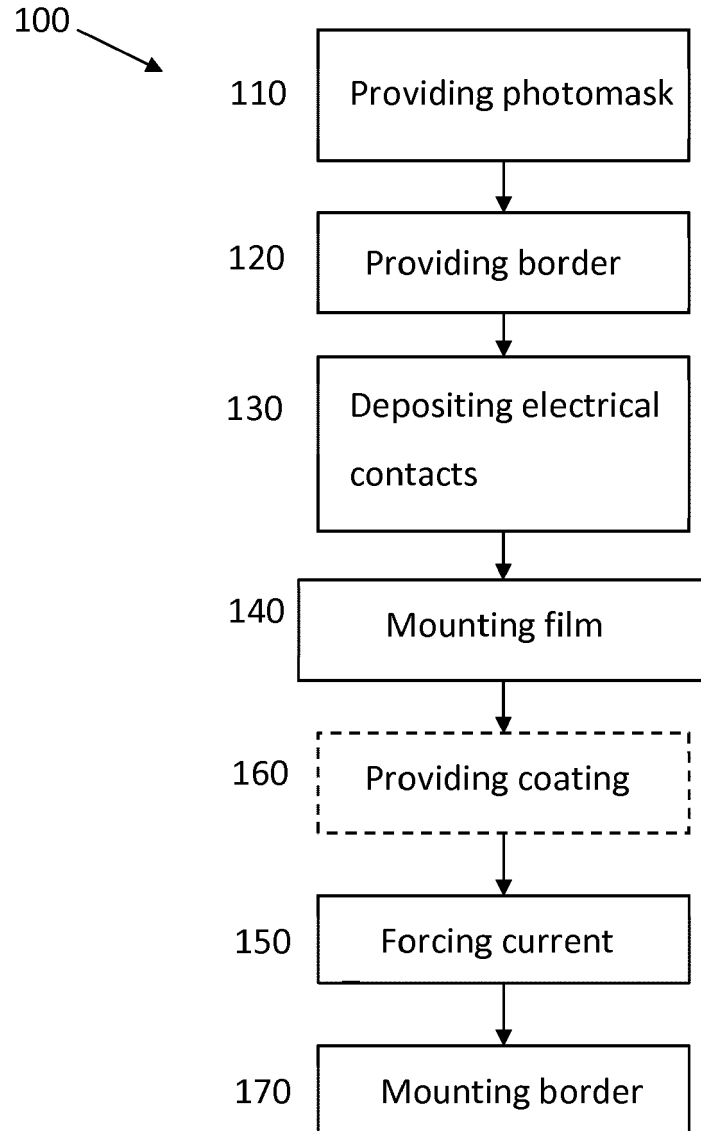 100
110 Providing photomask
120 Providing border
130 Depositing electrical
contacts
140 Mounting film
160 Providing coating
150 Forcing current
170 Mounting border